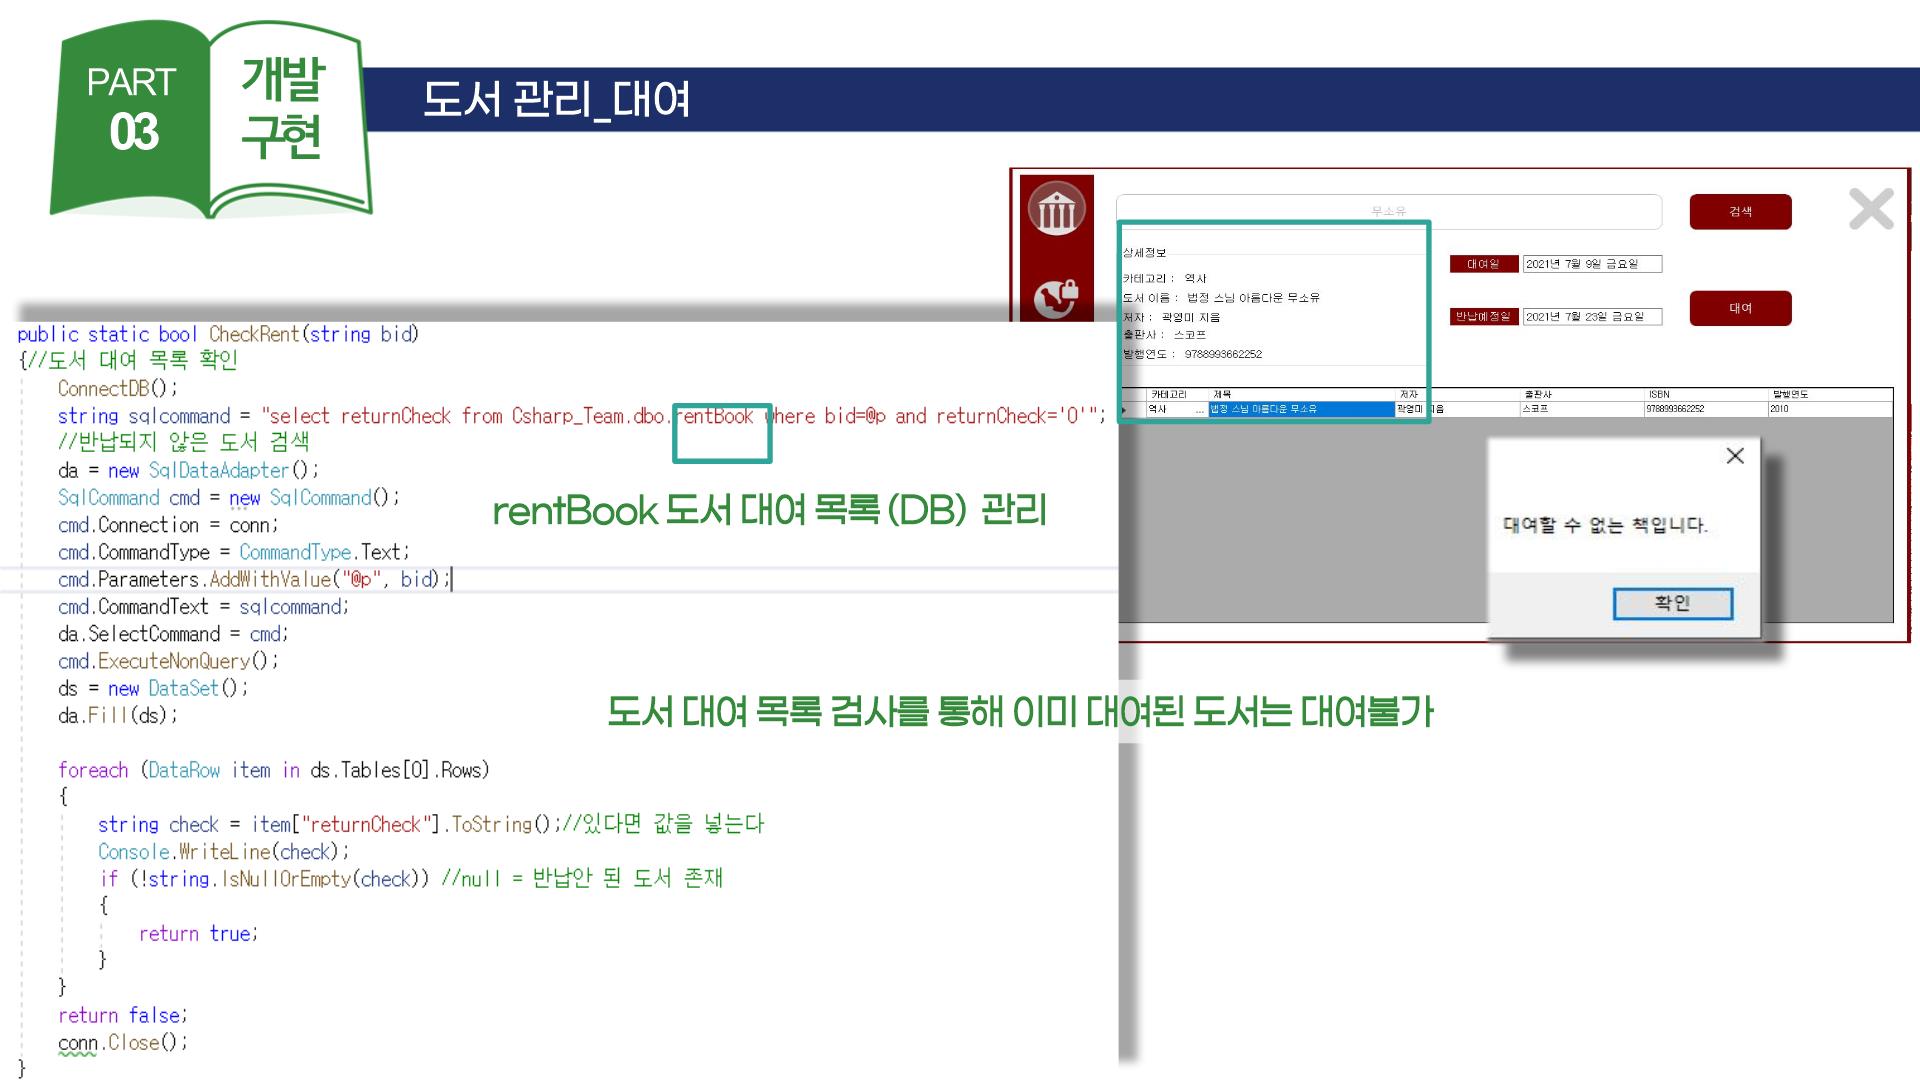 PART
03
개발
구현
도서 관리_대여
무소유
검색
상세정보
카테고리 : 역사
도서 이름 : 법정 스님 아름다운 무소유
저자 : 곽영미 지음
출판사 : 스코프
발행연도 : 9788993662252
대여일 2021년 7월 9일 금요일
반납예정일 2021년 7월 23일 금요일
대여
카테고리 제목 저자 출판사 ISBN 발행연도
역사 ... 법정 스님 아름다운 무소유 곽영미 지음 스코프 9788993662252 2010
대여할 수 없는 책입니다.
확인
public static bool CheckRent(string bid)
{//도서 대여 목록 확인
ConnectDB();
string sqlcommand = "select returnCheck from Csharp_Team.dbo.rentBook where bid=@p and returnCheck='0'";
//반납되지 않은 도서 검색
da = new SqlDataAdapter();
SqlCommand cmd = new SqlCommand();
cmd.Connection = conn;
cmd.CommandType = CommandType.Text;
cmd.Parameters.AddWithValue("@p", bid);
cmd.CommandText = sqlcommand;
da.SelectCommand = cmd;
cmd.ExecuteNonQuery();
ds = new DataSet();
da.Fill(ds);
foreach (DataRow item in ds.Tables[0].Rows)
{
string check = item["returnCheck"].ToString();//있다면 값을 넣는다
Console.WriteLine(check);
if (!string.IsNullOrEmpty(check)) //null = 반납안 된 도서 존재
{
return true;
}
}
return false;
conn.Close();
}
rentBook 도서 대여 목록 (DB) 관리
도서 대여 목록 검사를 통해 이미 대여된 도서는 대여불가